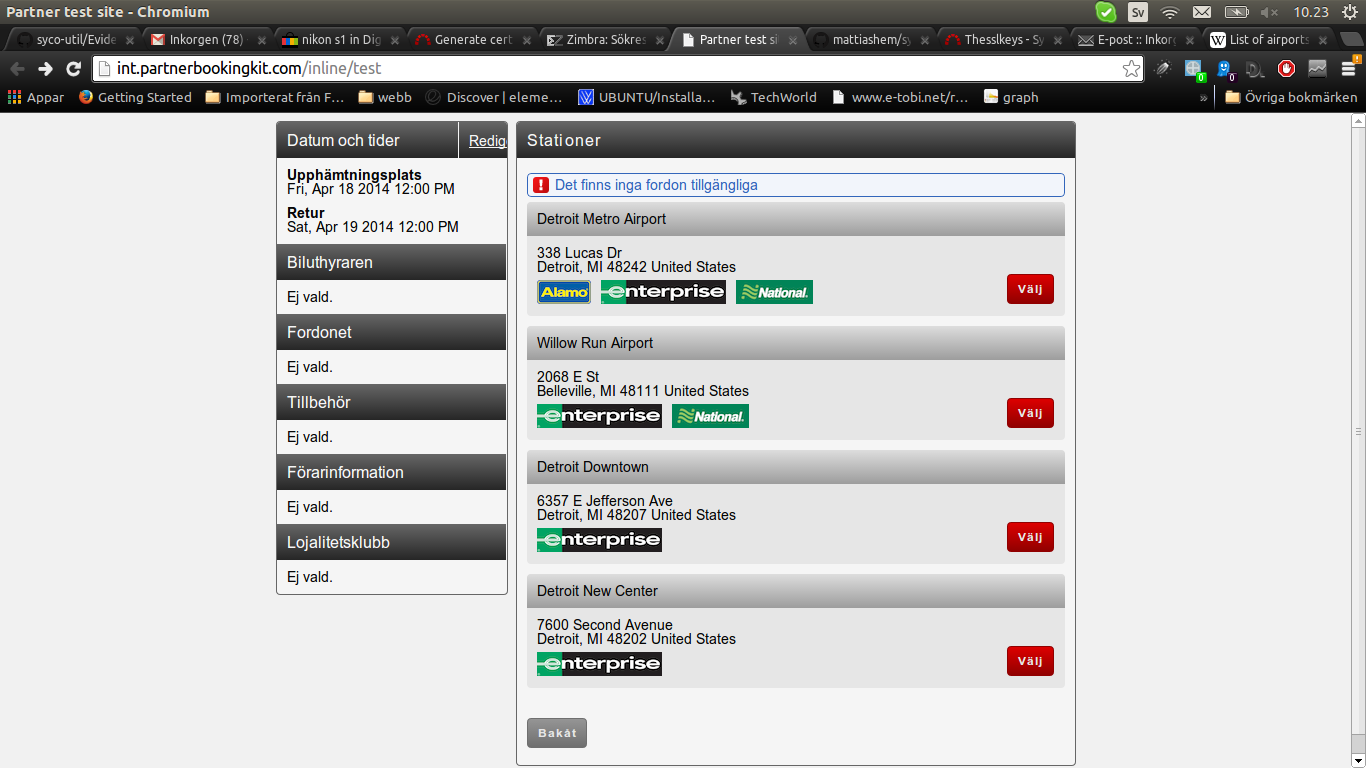 Partner test site - Chromium
Sv
10.23
syco-util/Evide
Inkorgen (78) -
nikon s1 in Dig
Generate cert
Zimbra: Sökres
Partner test si
mattiashem/sy
Thesslkeys - Sy
E-post :: Inkor
List of airports
int.partnerbookingkit.com/inline/test
0
0
Appar
Getting Started
Importerat från F...
webb
Discover | eleme...
UBUNTU/Installa...
TechWorld
www.e-tobi.net/r...
graph
»
Övriga bokmärken
Datum och tider
Redige
Upphämtningsplats
Fri, Apr 18 2014 12:00 PM
Retur
Sat, Apr 19 2014 12:00 PM
Biluthyraren
Ej vald.
Fordonet
Ej vald.
Tillbehör
Ej vald.
Förarinformation
Ej vald.
Lojalitetsklubb
Ej vald.
Stationer
Det finns inga fordon tillgängliga
Detroit Metro Airport
338 Lucas Dr
Detroit, MI 48242 United States
Alamo enterprise National.
Välj
Willow Run Airport
2068 E St
Belleville, MI 48111 United States
enterprise National.
Välj
Detroit Downtown
6357 E Jefferson Ave
Detroit, MI 48207 United States
enterprise
Välj
Detroit New Center
7600 Second Avenue
Detroit, MI 48202 United States
enterprise
Välj
Bakåt